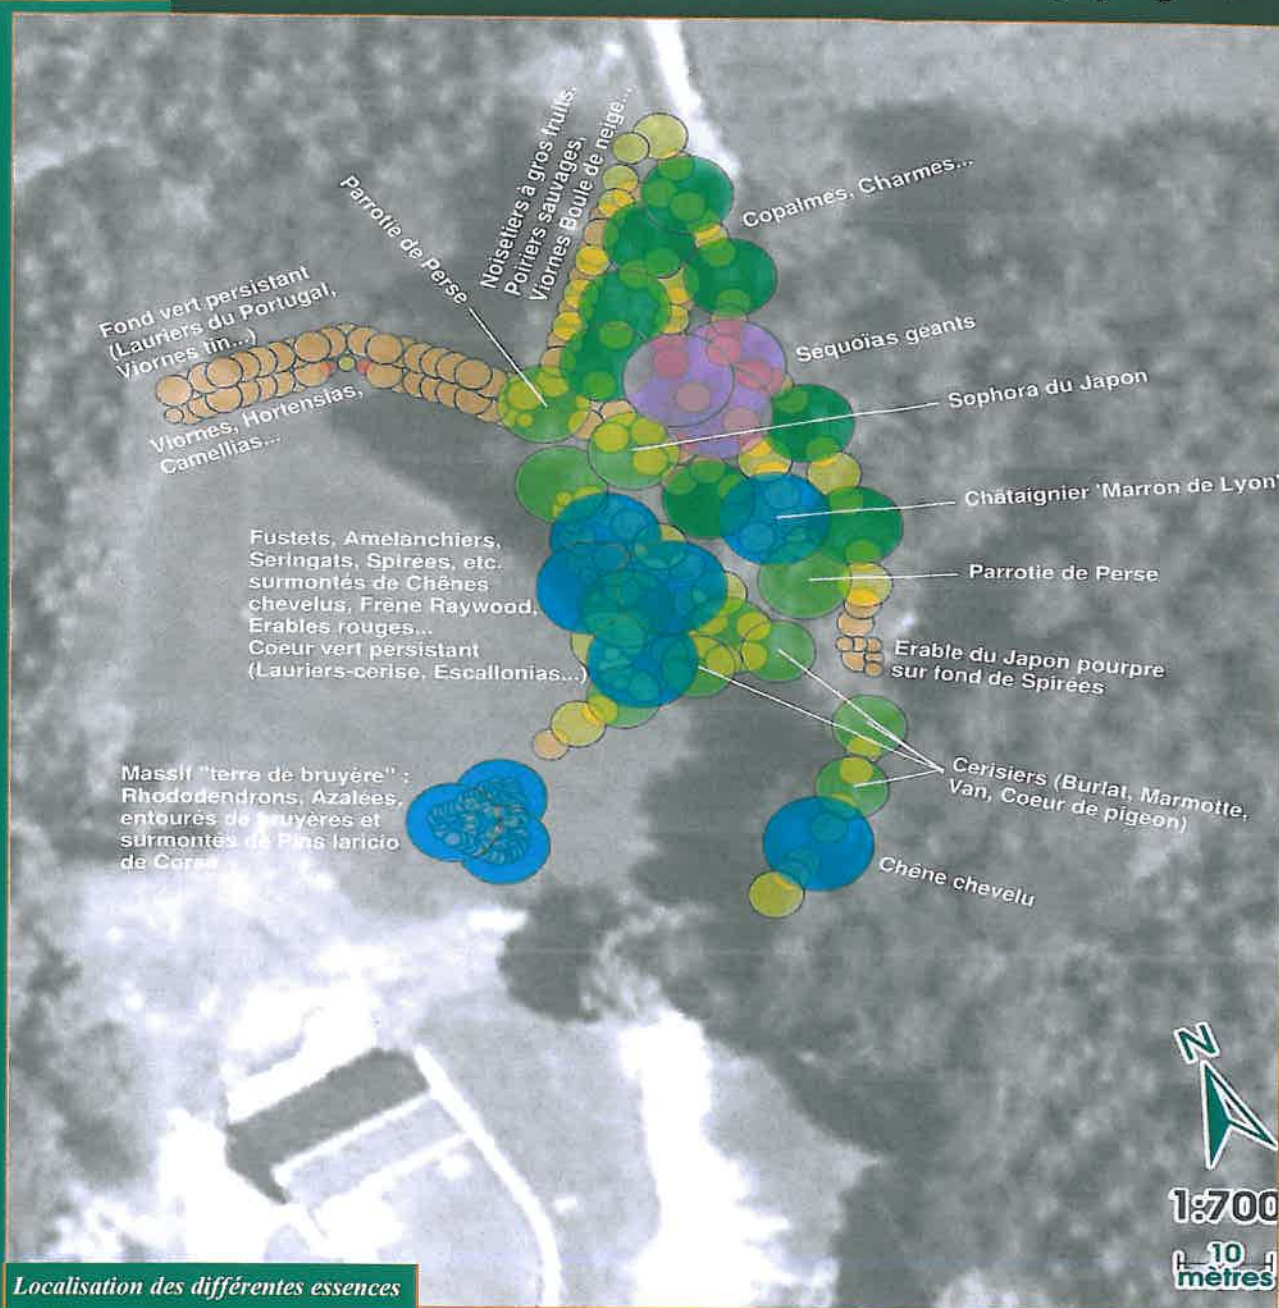 Noisetiers à gros fruits,
Poiriers sauvages,
Viornes Boule de neige...
Parrotie de Perse
Copalmes, Charmes...
Fond vert persistant
(Lauriers du Portugal,
Viornes tin...)
Séquoïas géants
Sophora du Japon
Viornes, Hortensias,
Camellias...
Châtaignier 'Marron de Lyon'
Fustets, Amélanchiers,
Seringats, Spirées, etc.
surmontés de Chênes
chevelus, Frêne Raywood,
Erables rouges...
Coeur vert persistant
(Lauriers-cerise, Escallonias...)
Parrotie de Perse
Erable du Japon pourpre
sur fond de Spirées
Massif "terre de bruyère" :
Rhododendrons, Azalées,
entourés de bruyères et
surmontés de Pins laricio
de Corse
Cerisiers (Burlat, Marmotte,
Van, Coeur de pigeon)
Chêne chevelu
N
1:700
10
mètres
Localisation des différentes essences